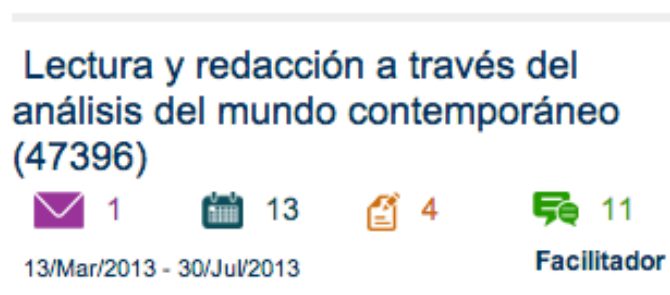 Lectura y redacción a través del
análisis del mundo contemporáneo
(47396)
1 13 4 11
13/Mar/2013 - 30/Jul/2013 Facilitador